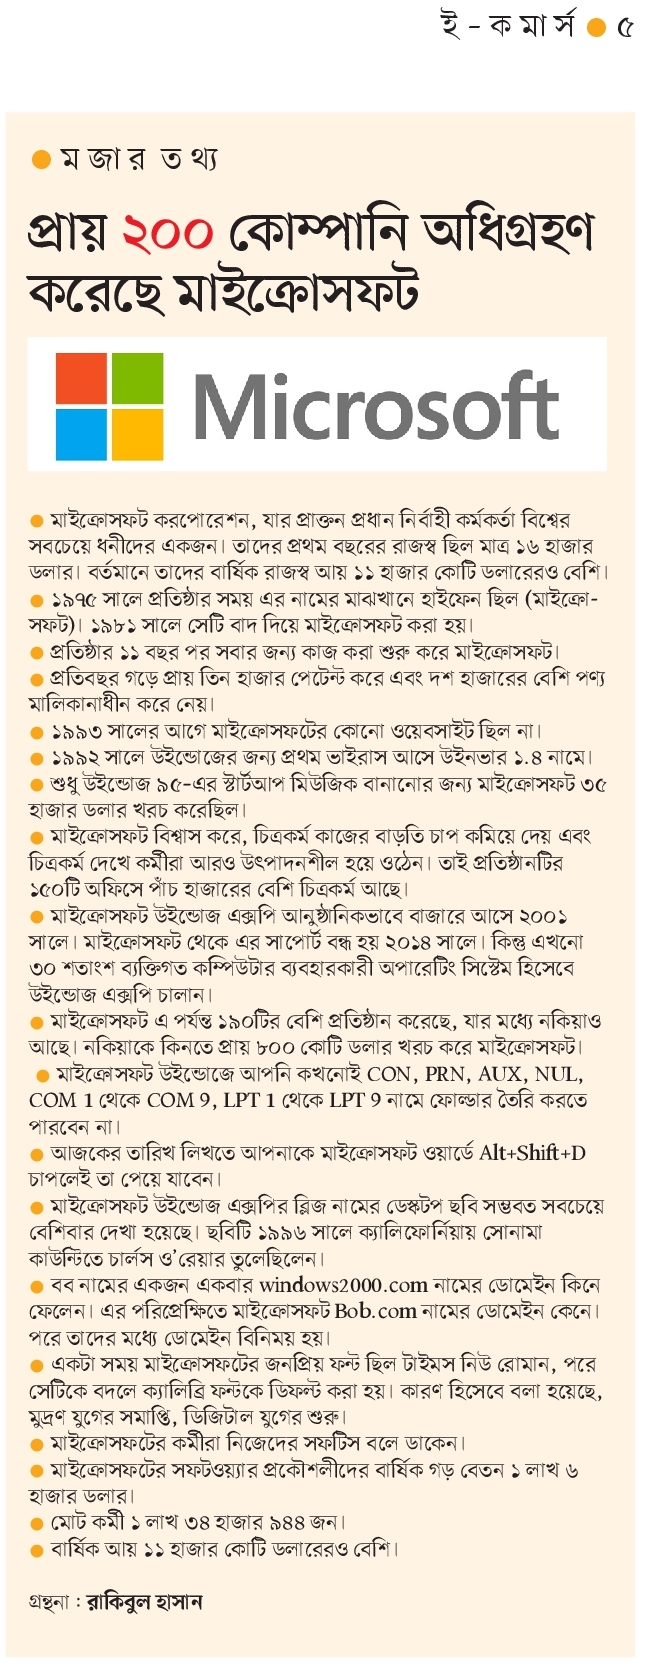 ই - ক মার্স ● ৫
● ম জা র ত থ্য
প্রায় ২০০ কোম্পানি অধিগ্রহণ
করেছে মাইক্রোসফট
Microsoft
● মাইক্রোসফট করপোরেশন, যার প্রাক্তন প্রধান নির্বাহী কর্মকর্তা বিশ্বের
সবচেয়ে ধনীদের একজন। তাদের প্রথম বছরের রাজস্ব ছিল মাত্র ১৬ হাজার
ডলার। বর্তমানে তাদের বার্ষিক রাজস্ব আয় ১১ হাজার কোটি ডলারেরও বেশি।
● ১৯৭৫ সালে প্রতিষ্ঠার সময় এর নামের মাঝখানে হাইফেন ছিল (মাইক্রো-
সফট)। ১৯৮১ সালে সেটি বাদ দিয়ে মাইক্রোসফট করা হয়।
● প্রতিষ্ঠার ১১ বছর পর সবার জন্য কাজ করা শুরু করে মাইক্রোসফট।
● প্রতিবছর গড়ে প্রায় তিন হাজার পেটেন্ট করে এবং দশ হাজারের বেশি পণ্য
মালিকানাধীন করে নেয়।
● ১৯৯৩ সালের আগে মাইক্রোসফটের কোনো ওয়েবসাইট ছিল না।
● ১৯৯২ সালে উইন্ডোজের জন্য প্রথম ভাইরাস আসে উইনভার ১.৪ নামে।
● শুধু উইন্ডোজ ৯৫-এর স্টার্টআপ মিউজিক বানানোর জন্য মাইক্রোসফট ৩৫
হাজার ডলার খরচ করেছিল।
● মাইক্রোসফট বিশ্বাস করে, চিত্রকর্ম কাজের বাড়তি চাপ কমিয়ে দেয় এবং
চিত্রকর্ম দেখে কর্মীরা আরও উৎপাদনশীল হয়ে ওঠেন। তাই প্রতিষ্ঠানটির
১৫০টি অফিসে পাঁচ হাজারের বেশি চিত্রকর্ম আছে।
● মাইক্রোসফট উইন্ডোজ এক্সপি আনুষ্ঠানিকভাবে বাজারে আসে ২০০১
সালে। মাইক্রোসফট থেকে এর সাপোর্ট বন্ধ হয় ২০১৪ সালে। কিন্তু এখনো
৩০ শতাংশ ব্যক্তিগত কম্পিউটার ব্যবহারকারী অপারেটিং সিস্টেম হিসেবে
উইন্ডোজ এক্সপি চালান।
● মাইক্রোসফট এ পর্যন্ত ১৯০টির বেশি প্রতিষ্ঠান করেছে, যার মধ্যে নকিয়াও
আছে। নকিয়াকে কিনতে প্রায় ৮০০ কোটি ডলার খরচ করে মাইক্রোসফট।
● মাইক্রোসফট উইন্ডোজে আপনি কখনোই CON, PRN, AUX, NUL,
COM 1 থেকে COM 9, LPT 1 থেকে LPT 9 নামে ফোল্ডার তৈরি করতে
পারবেন না।
● আজকের তারিখ লিখতে আপনাকে মাইক্রোসফট ওয়ার্ডে Alt+Shift+D
চাপলেই তা পেয়ে যাবেন।
● মাইক্রোসফট উইন্ডোজ এক্সপির ব্লিজ নামের ডেস্কটপ ছবি সম্ভবত সবচেয়ে
বেশিবার দেখা হয়েছে। ছবিটি ১৯৯৬ সালে ক্যালিফোর্নিয়ায় সোনামা
কাউন্টিতে চার্লস ও'রেয়ার তুলেছিলেন।
● বব নামের একজন একবার windows2000.com নামের ডোমেইন কিনে
ফেলেন। এর পরিপ্রেক্ষিতে মাইক্রোসফট Bob.com নামের ডোমেইন কেনে।
পরে তাদের মধ্যে ডোমেইন বিনিময় হয়।
● একটা সময় মাইক্রোসফটের জনপ্রিয় ফন্ট ছিল টাইমস নিউ রোমান, পরে
সেটিকে বদলে ক্যালিব্রি ফন্টকে ডিফল্ট করা হয়। কারণ হিসেবে বলা হয়েছে,
মুদ্রণ যুগের সমাপ্তি, ডিজিটাল যুগের শুরু।
● মাইক্রোসফটের কর্মীরা নিজেদের সফটিস বলে ডাকেন।
● মাইক্রোসফটের সফটওয়্যার প্রকৌশলীদের বার্ষিক গড় বেতন ১ লাখ ৬
হাজার ডলার।
● মোট কর্মী ১ লাখ ৩৪ হাজার ৯৪৪ জন।
● বার্ষিক আয় ১১ হাজার কোটি ডলারেরও বেশি।
গ্রন্থনা : রাকিবুল হাসান